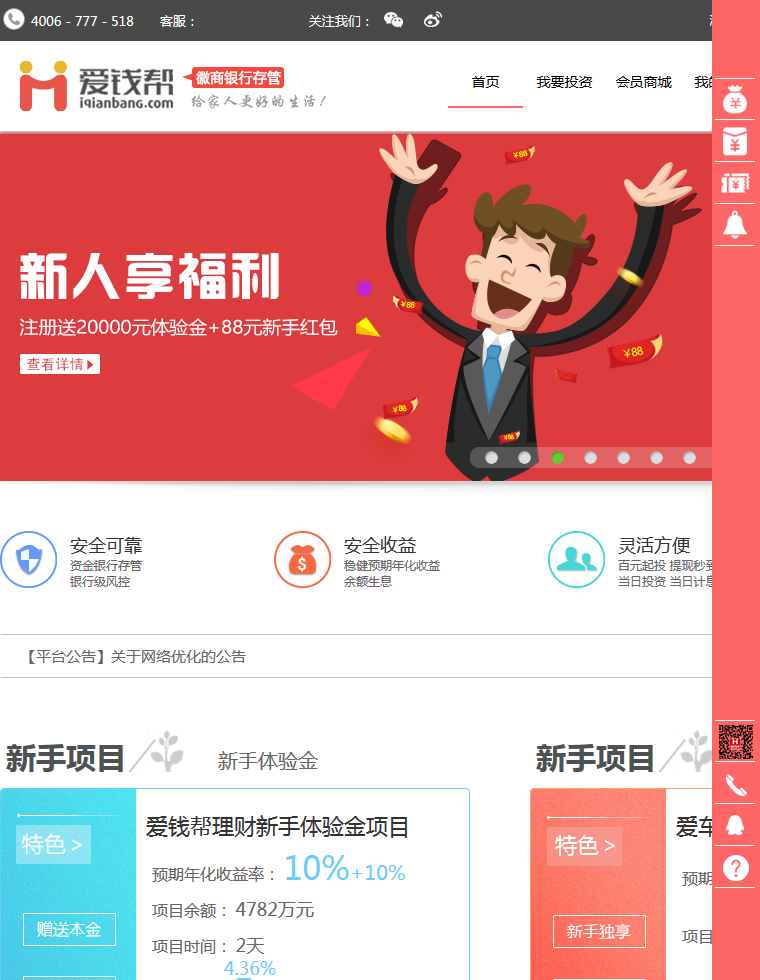 4006 - 777 - 518 客服： 关注我们：
爱钱帮
iqianbang.com
徽商银行存管
给家人更好的生活！
首页 我要投资 会员商城 我的
新人享福利
注册送20000元体验金+88元新手红包
查看详情
¥88
¥88
¥88
¥88
¥88
安全可靠
资金银行存管
银行级风控
安全收益
稳健预期年化收益
余额生息
灵活方便
百元起投 提现秒到
当日投资 当日计息
【平台公告】关于网络优化的公告
新手项目 新手体验金
特色 >
赠送本金
爱钱帮理财新手体验金项目
预期年化收益率： 10%+10%
项目余额： 4782万元
项目时间： 2天
4.36%
新手项目
特色 >
新手独享
爱车
预期
项目